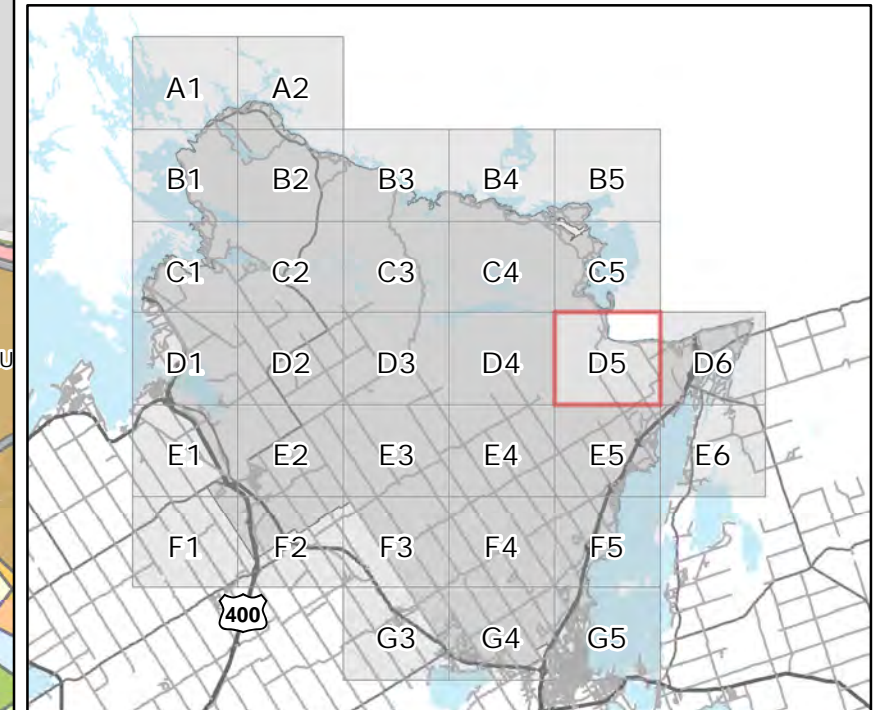 A1 A2
B1 B2 B3 B4 B5
C1 C2 C3 C4 C5
U
D1 D2 D3 D4 D5 D6
E1 E2 E3 E4 E5 E6
F1 F2 F3 F4 F5
400
G3 G4 G5